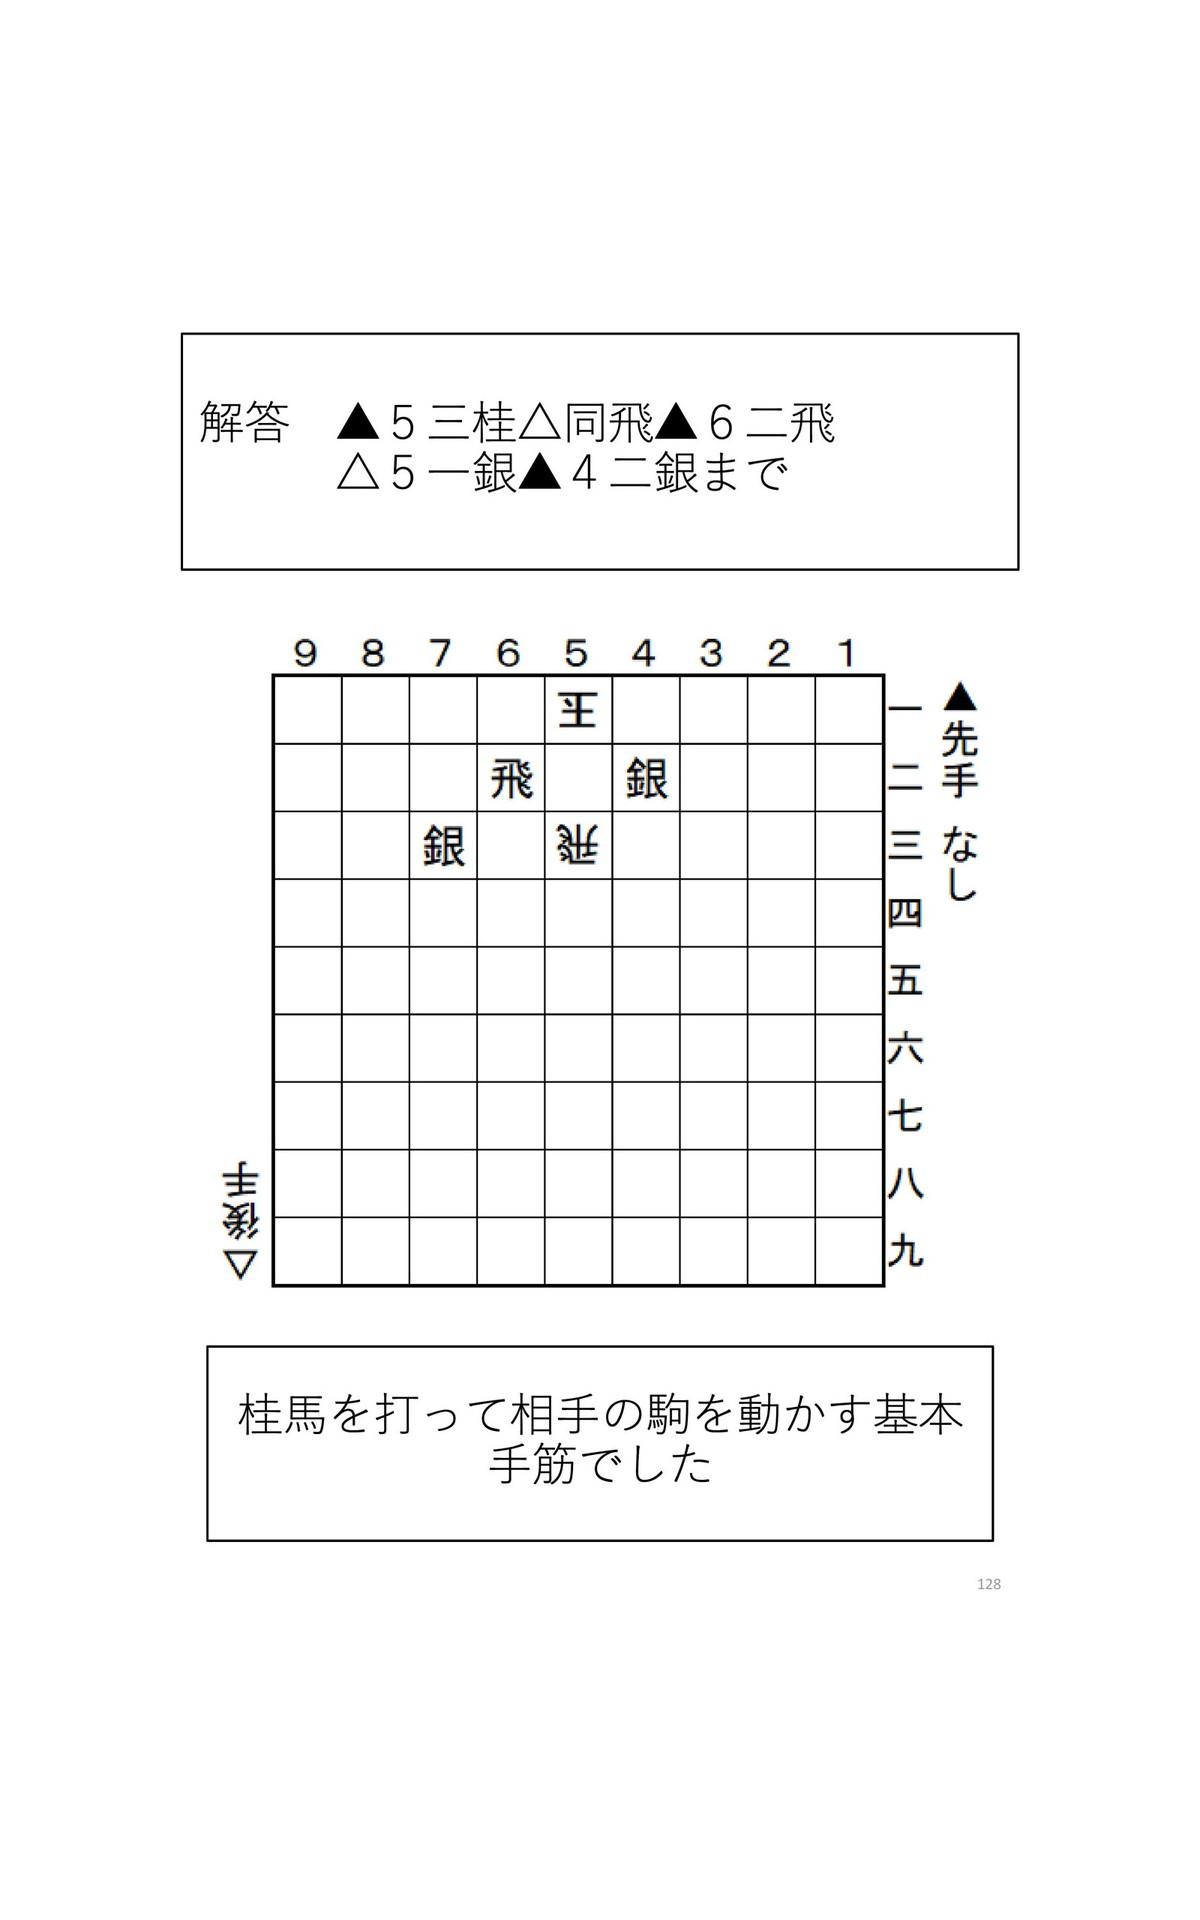 解答　▲５三桂△同飛▲６二飛
△５一銀▲４二銀まで
９ ８ ７ ６ ５ ４ ３ ２ １
王 一
飛 銀 二
銀 飛 三
四
五
六
七
八
九
▲先手 なし
△後手
桂馬を打って相手の駒を動かす基本
手筋でした
128